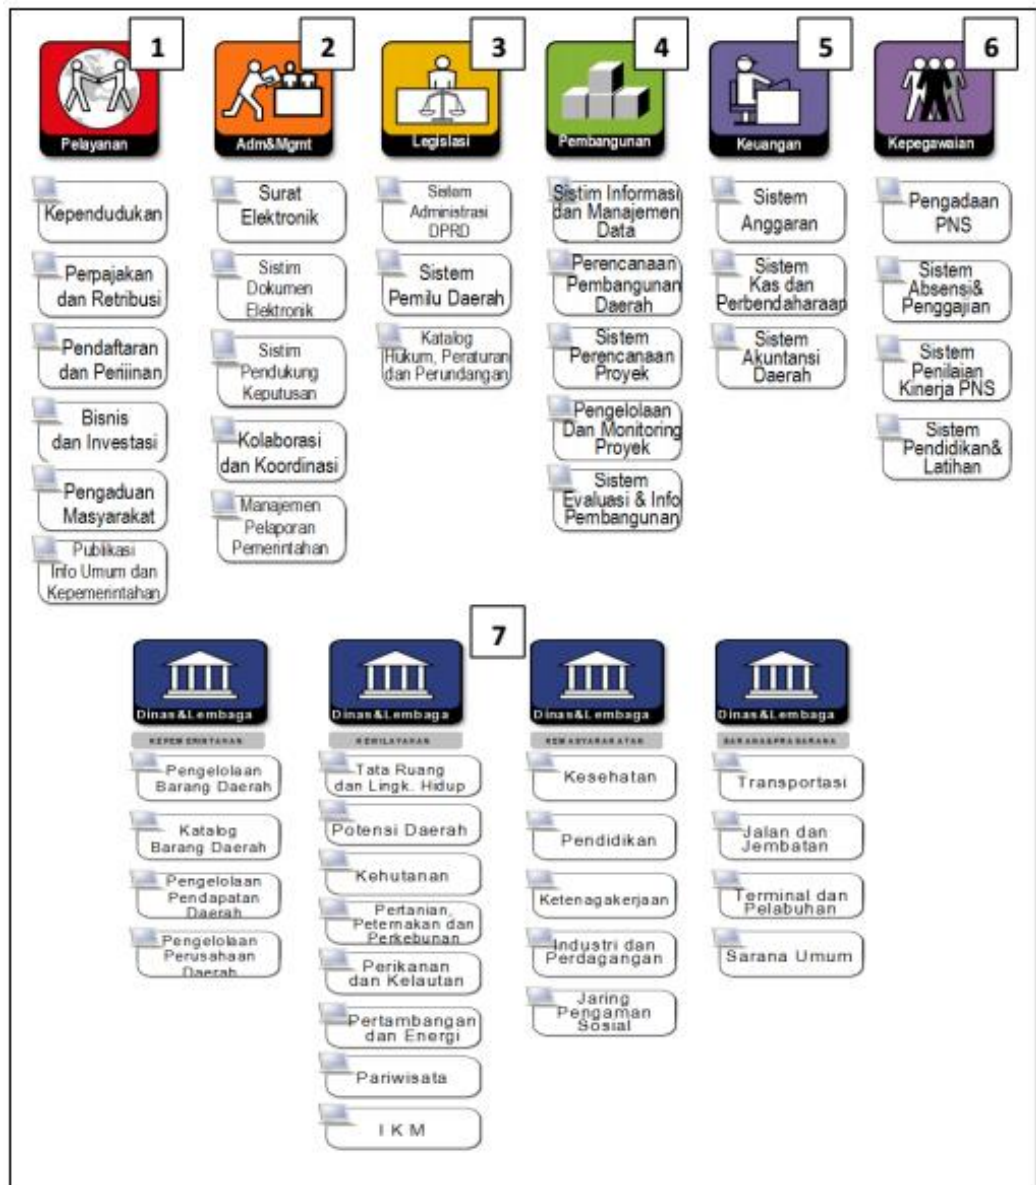 1
Pelayanan
Kependudukan
Perpajakan
dan Retribusi
Pendaftaran
dan Perijinan
Bisnis
dan Investasi
Pengaduan
Masyarakat
Publikasi
Info Umum dan
Kepemerintahan
2
Adm&Mgmt
Surat
Elektronik
Sistim
Dokumen
Elektronik
Sistim
Pendukung
Keputusan
Kolaborasi
dan Koordinasi
Manajemen
Pelaporan
Pemerintahan
3
Legislasi
Sistem
Administrasi
DPRD
Sistem
Pemilu Daerah
Katalog
Hukum, Peraturan
dan Perundangan
4
Pembangunan
Sistim Informasi
dan Manajemen
Data
Perencanaan
Pembangunan
Daerah
Sistem
Perencanaan
Proyek
Pengelolaan
Dan Monitoring
Proyek
Sistem
Evaluasi & Info
Pembangunan
5
Keuangan
Sistem
Anggaran
Sistem
Kas dan
Perbendaharaan
Sistem
Akuntansi
Daerah
6
Kepegawaian
Pengadaan
PNS
Sistem
Absensi&
Penggajian
Sistem
Penilaian
Kinerja PNS
Sistem
Pendidikan&
Latihan
7
Dinas&Lembaga
KEPEMERINTAHAN
Pengelolaan
Barang Daerah
Katalog
Barang Daerah
Pengelolaan
Pendapatan
Daerah
Pengelolaan
Perusahaan
Daerah
Dinas&Lembaga
KEWILAYAHAN
Tata Ruang
dan Lingk. Hidup
Potensi Daerah
Kehutanan
Pertanian,
Peternakan dan
Perkebunan
Perikanan
dan Kelautan
Pertambangan
dan Energi
Pariwisata
I K M
Dinas&Lembaga
KEMASYARAKATAN
Kesehatan
Pendidikan
Ketenagakerjaan
Industri dan
Perdagangan
Jaring
Pengaman
Sosial
Dinas&Lembaga
SARANA&PRASARANA
Transportasi
Jalan dan
Jembatan
Terminal dan
Pelabuhan
Sarana Umum